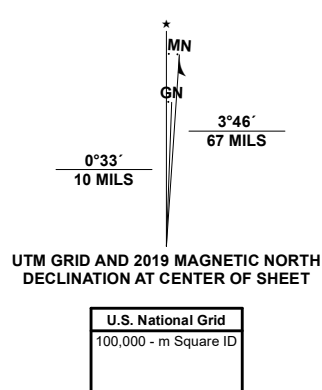 ★
MN
GN
3°46´
67 MILS
0°33´
10 MILS
UTM GRID AND 2019 MAGNETIC NORTH
DECLINATION AT CENTER OF SHEET
U.S. National Grid
100,000 - m Square ID